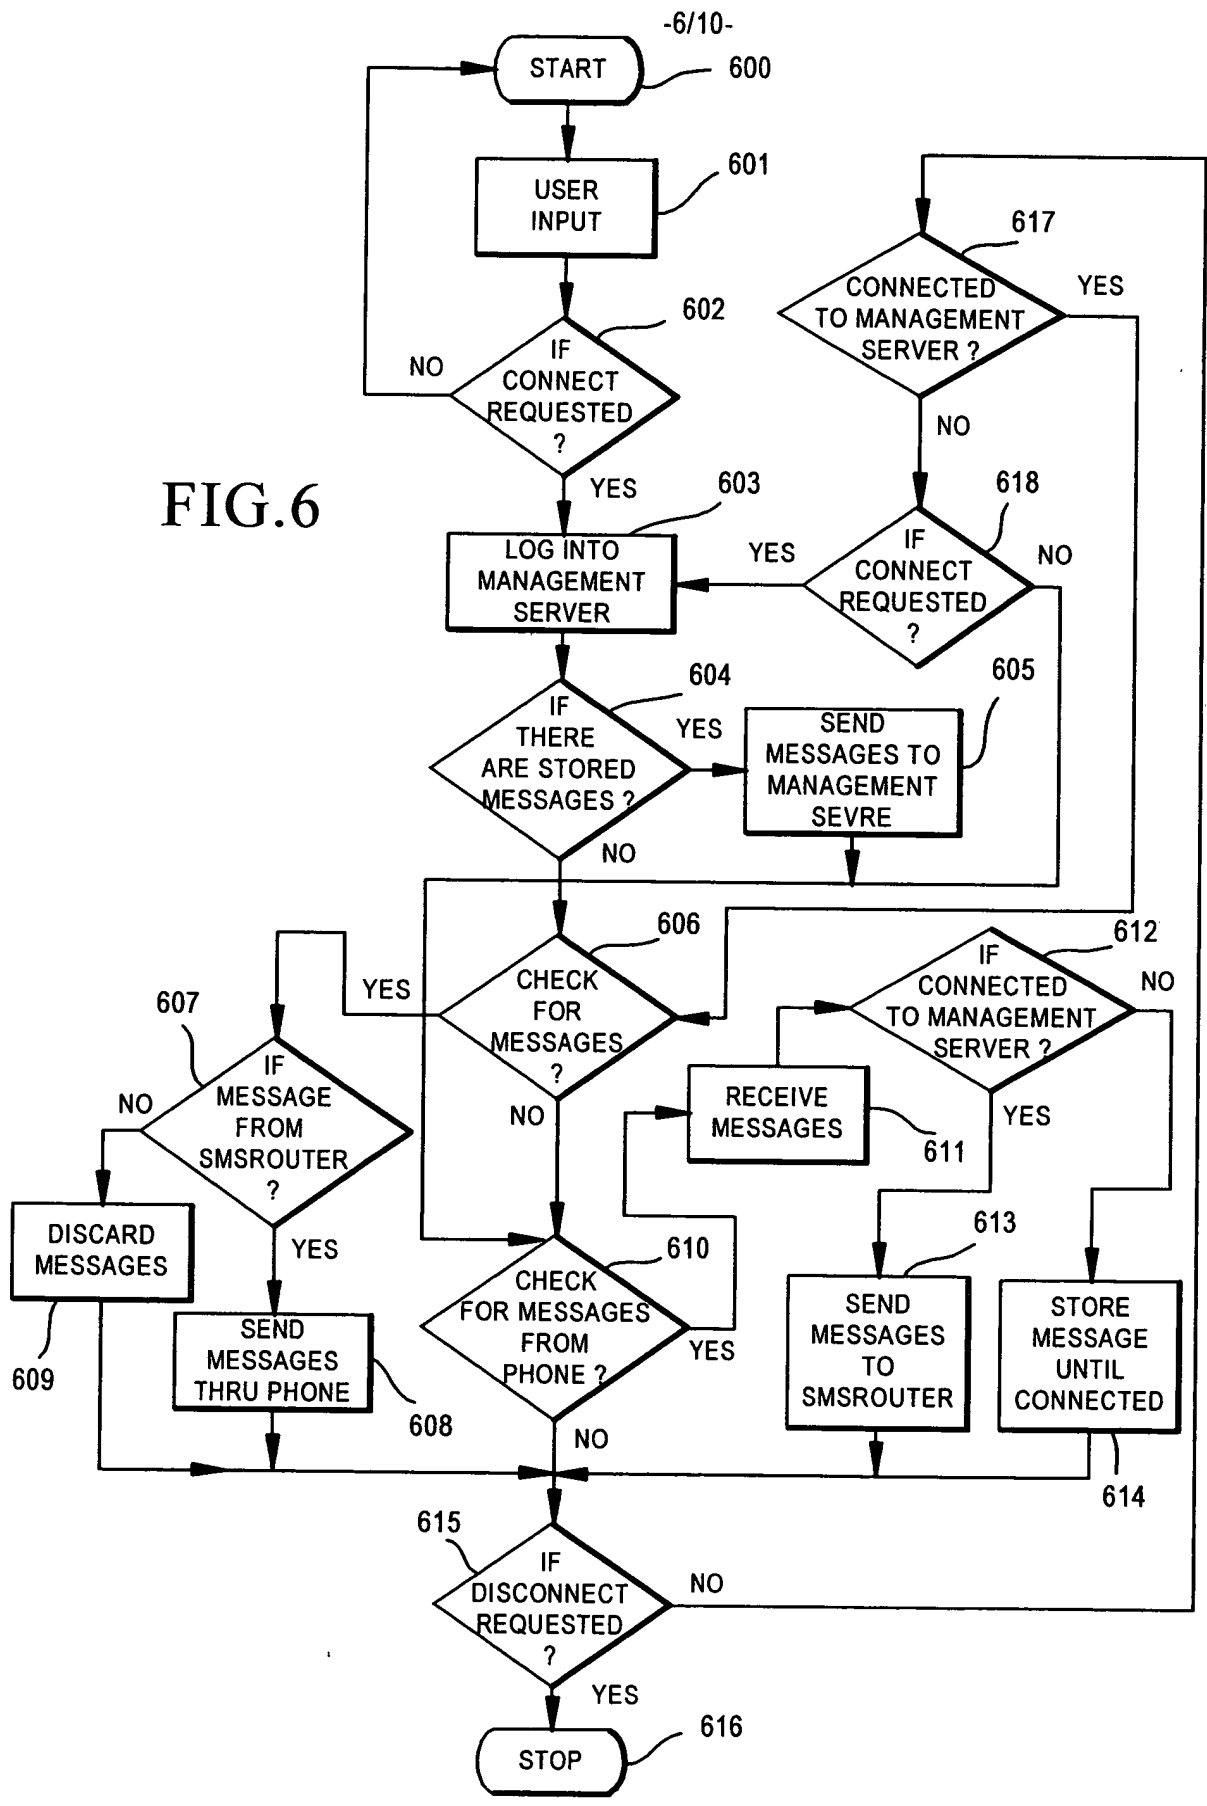 -6/10-
START
600
USER
INPUT
601
617
CONNECTED
TO MANAGEMENT
SERVER ?
YES
NO
602
IF
CONNECT
REQUESTED
?
NO
YES
FIG.6
603
LOG INTO
MANAGEMENT
SERVER
618
IF
CONNECT
REQUESTED
?
YES
NO
604
IF
THERE
ARE STORED
MESSAGES ?
YES
NO
605
SEND
MESSAGES TO
MANAGEMENT
SEVRE
606
CHECK
FOR
MESSAGES
?
YES
NO
607
IF
MESSAGE
FROM
SMSROUTER
?
NO
YES
612
IF
CONNECTED
TO MANAGEMENT
SERVER ?
NO
YES
RECEIVE
MESSAGES
611
DISCARD
MESSAGES
609
SEND
MESSAGES
THRU PHONE
608
610
CHECK
FOR MESSAGES
FROM
PHONE ?
YES
NO
613
SEND
MESSAGES
TO
SMSROUTER
STORE
MESSAGE
UNTIL
CONNECTED
614
615
IF
DISCONNECT
REQUESTED
?
NO
YES
STOP
616